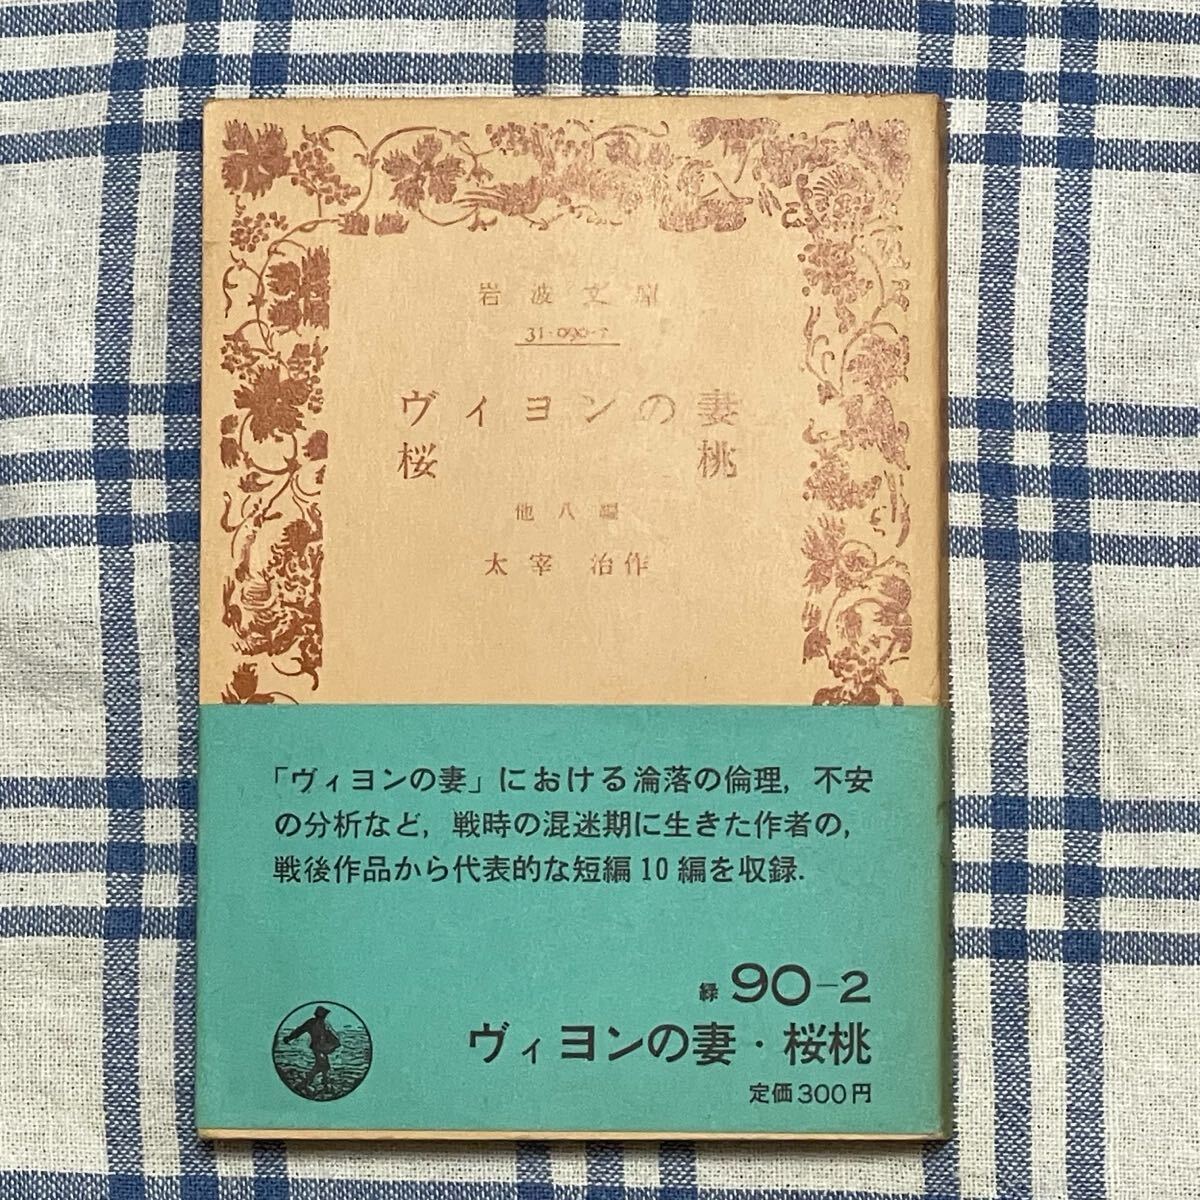 岩波文庫
31-090-2
ヴィヨンの妻
桜桃
他八編
太宰 治作
「ヴィヨンの妻」における淪落の倫理，不安
の分析など，戦時の混迷期に生きた作者の，
戦後作品から代表的な短編10編を収録．
緑 90-2
ヴィヨンの妻・桜桃
定価300円